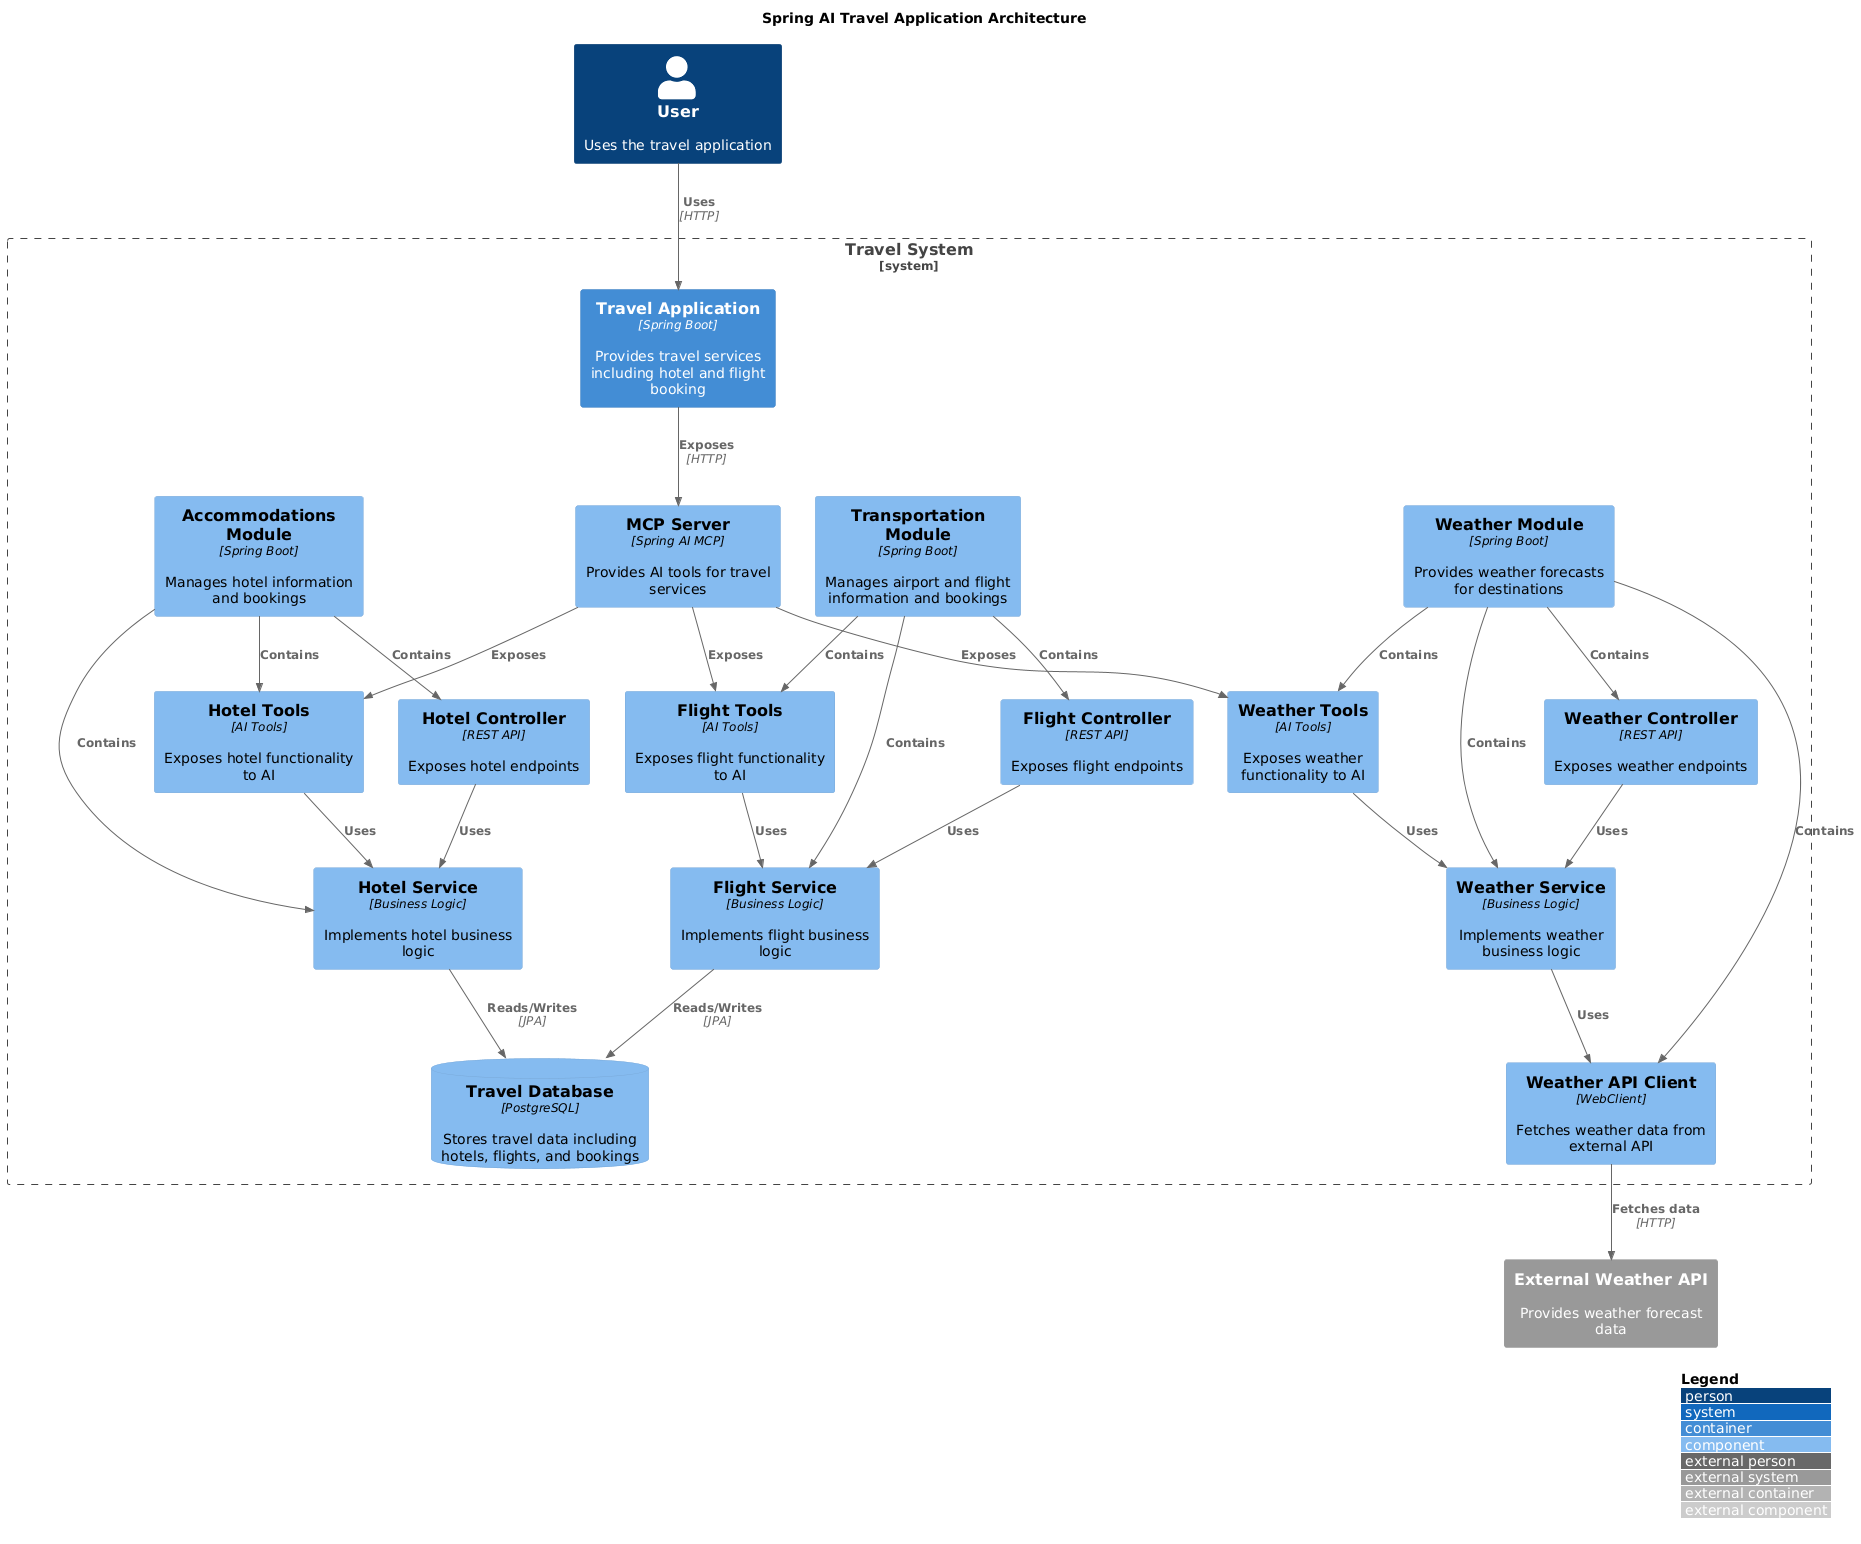 Spring AI Travel Application Architecture
User
Uses the travel application
Uses
[HTTP]
Travel System
[system]
Travel Application
[Spring Boot]
Provides travel services
including hotel and flight
booking
Exposes
[HTTP]
Accommodations
Module
[Spring Boot]
Manages hotel information
and bookings
MCP Server
[Spring AI MCP]
Provides AI tools for travel
services
Transportation
Module
[Spring Boot]
Manages airport and flight
information and bookings
Weather Module
[Spring Boot]
Provides weather forecasts
for destinations
Contains
Contains
Exposes
Exposes
Contains
Exposes
Contains
Contains
Contains
Hotel Tools
[AI Tools]
Exposes hotel functionality
to AI
Hotel Controller
[REST API]
Exposes hotel endpoints
Flight Tools
[AI Tools]
Exposes flight functionality
to AI
Flight Controller
[REST API]
Exposes flight endpoints
Weather Tools
[AI Tools]
Exposes weather
functionality to AI
Weather Controller
[REST API]
Exposes weather endpoints
Contains
Contains
Contains
Uses
Uses
Uses
Uses
Uses
Uses
Contains
Hotel Service
[Business Logic]
Implements hotel business
logic
Flight Service
[Business Logic]
Implements flight business
logic
Weather Service
[Business Logic]
Implements weather
business logic
Reads/Writes
[JPA]
Reads/Writes
[JPA]
Uses
Travel Database
[PostgreSQL]
Stores travel data including
hotels, flights, and bookings
Weather API Client
[WebClient]
Fetches weather data from
external API
Fetches data
[HTTP]
External Weather API
Provides weather forecast
data
Legend
person
system
container
component
external person
external system
external container
external component